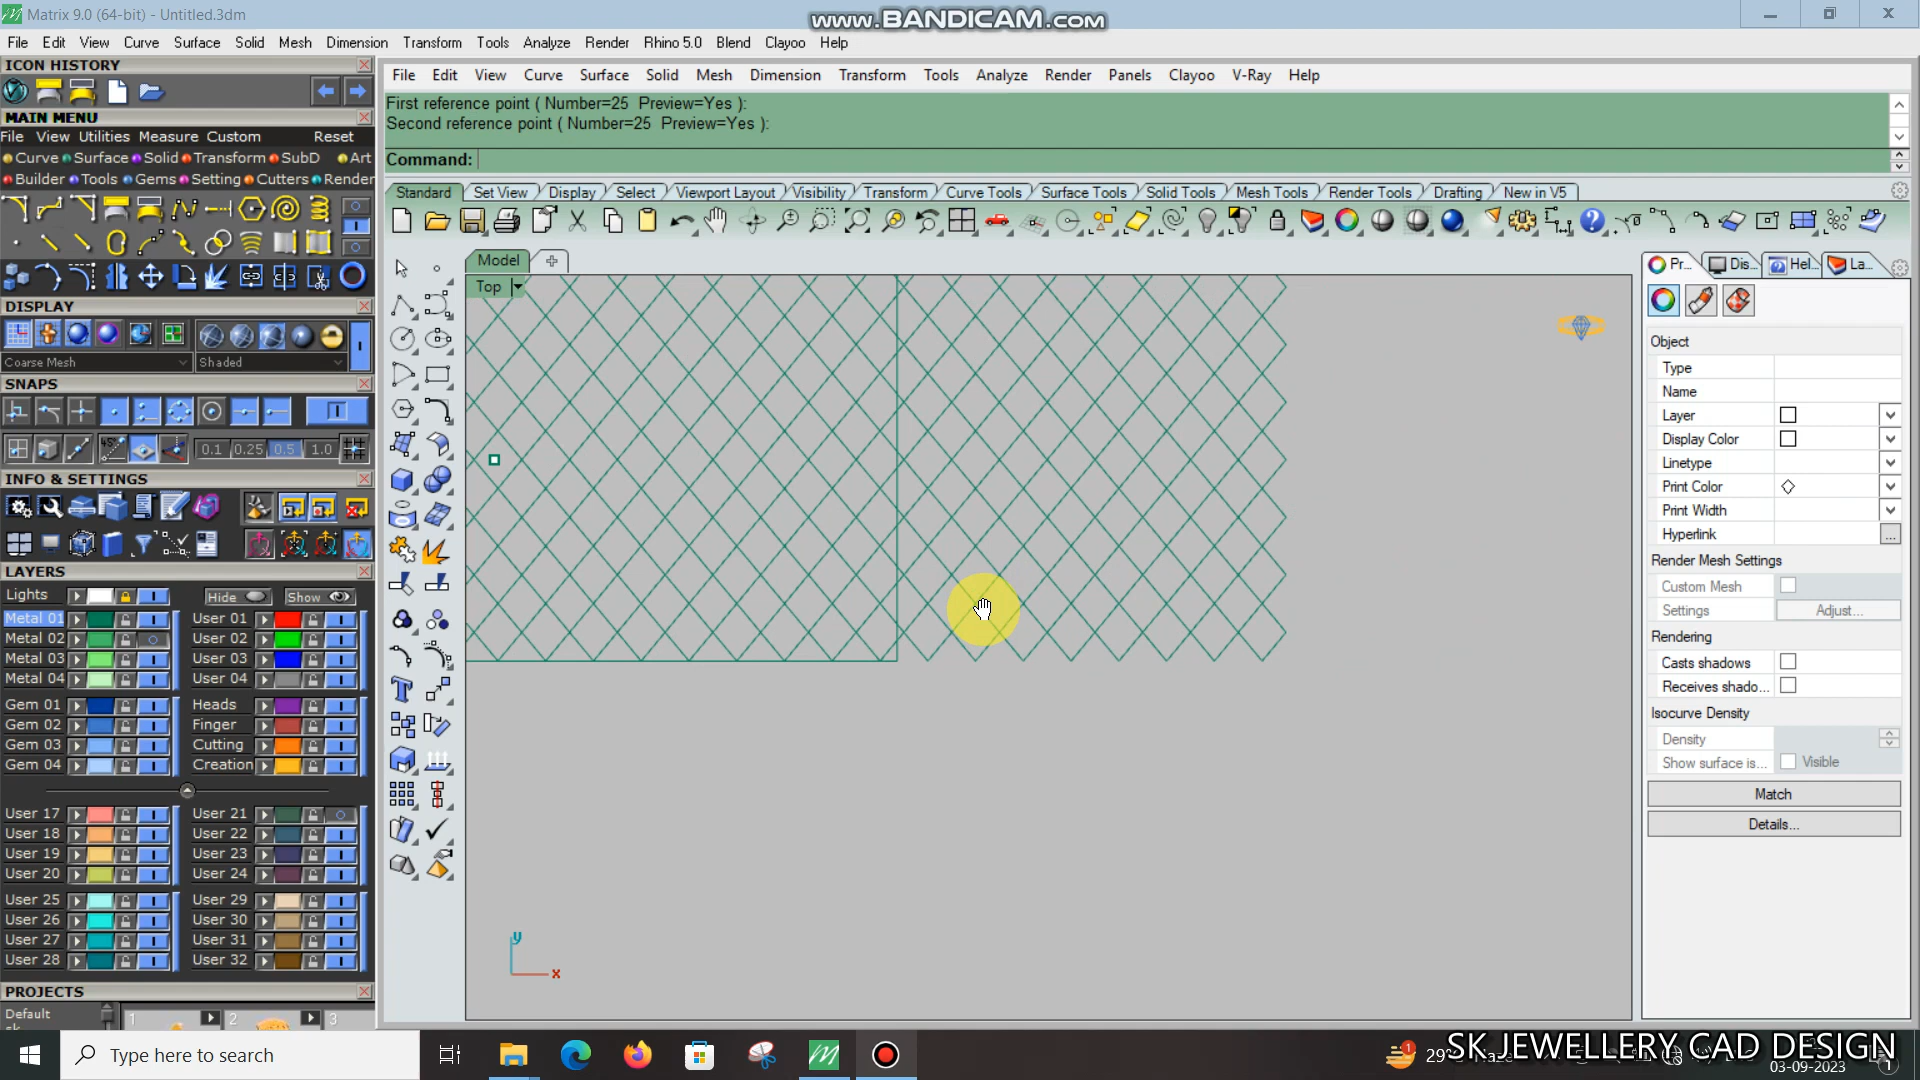 Matrix 9.0 (64-bit) - Untitled.3dm
www.BANDICAM.com
File Edit View Curve Surface Solid Mesh Dimension Transform Tools Analyze Render Rhino 5.0 Blend Clayoo Help
ICON HISTORY
File Edit View Curve Surface Solid Mesh Dimension Transform Tools Analyze Render Panels Clayoo V-Ray Help
First reference point ( Number=25 Preview=Yes ):
Second reference point ( Number=25 Preview=Yes ):
Command:
MAIN MENU
File View Utilities Measure Custom Reset
Curve Surface Solid Transform SubD Art
Builder Tools Gems Setting Cutters Render
Standard Set View Display Select Viewport Layout Visibility Transform Curve Tools Surface Tools Solid Tools Mesh Tools Render Tools Drafting New in V5
Model
Top
DISPLAY
Coarse Mesh Shaded
SNAPS
0.1 0.25 0.5 1.0
INFO & SETTINGS
LAYERS
Lights Hide Show
Metal 01 User 01
Metal 02 User 02
Metal 03 User 03
Metal 04 User 04
Gem 01 Heads
Gem 02 Finger
Gem 03 Cutting
Gem 04 Creation
User 17 User 21
User 18 User 22
User 19 User 23
User 20 User 24
User 25 User 29
User 26 User 30
User 27 User 31
User 28 User 32
PROJECTS
Default
1 2 3
y
x
Pr... Dis... Hel... La...
Object
Type
Name
Layer
Display Color
Linetype
Print Color
Print Width
Hyperlink ...
Render Mesh Settings
Custom Mesh
Settings Adjust...
Rendering
Casts shadows
Receives shado...
Isocurve Density
Density
Show surface is... Visible
Match
Details...
Type here to search
SK JEWELLERY CAD DESIGN
03-09-2023